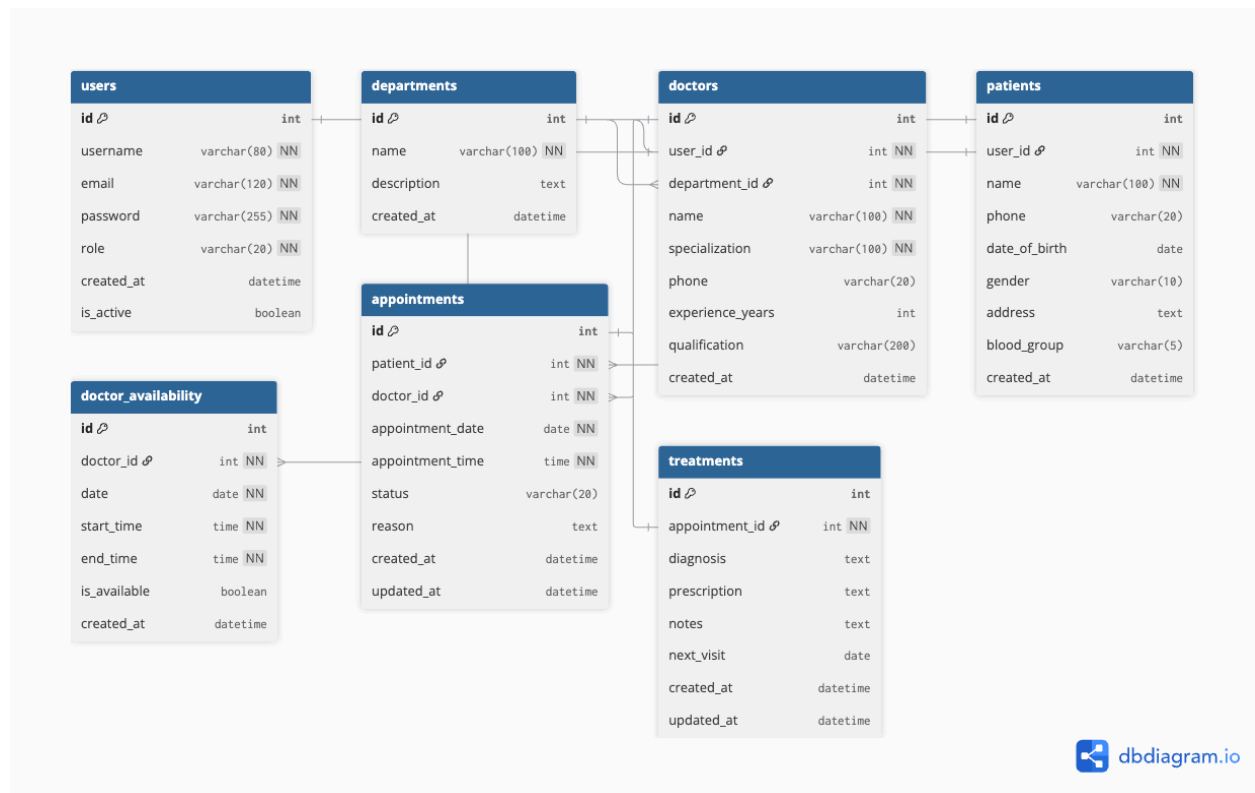 users
id int
username varchar(80) NN
email varchar(120) NN
password varchar(255) NN
role varchar(20) NN
created_at datetime
is_active boolean
departments
id int
name varchar(100) NN
description text
created_at datetime
doctors
id int
user_id int NN
department_id int NN
name varchar(100) NN
specialization varchar(100) NN
phone varchar(20)
experience_years int
qualification varchar(200)
created_at datetime
patients
id int
user_id int NN
name varchar(100) NN
phone varchar(20)
date_of_birth date
gender varchar(10)
address text
blood_group varchar(5)
created_at datetime
appointments
id int
patient_id int NN
doctor_id int NN
appointment_date date NN
appointment_time time NN
status varchar(20)
reason text
created_at datetime
updated_at datetime
doctor_availability
id int
doctor_id int NN
date date NN
start_time time NN
end_time time NN
is_available boolean
created_at datetime
treatments
id int
appointment_id int NN
diagnosis text
prescription text
notes text
next_visit date
created_at datetime
updated_at datetime
dbdiagram.io